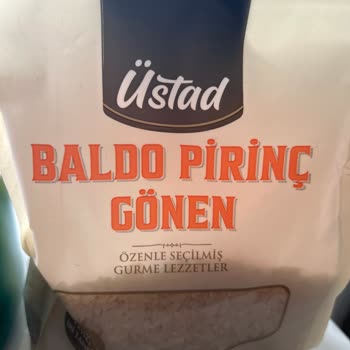 Üstad
BALDO PİRİNÇ
GÖNEN
ÖZENLE SEÇİLMİŞ
GURME LEZZETLER